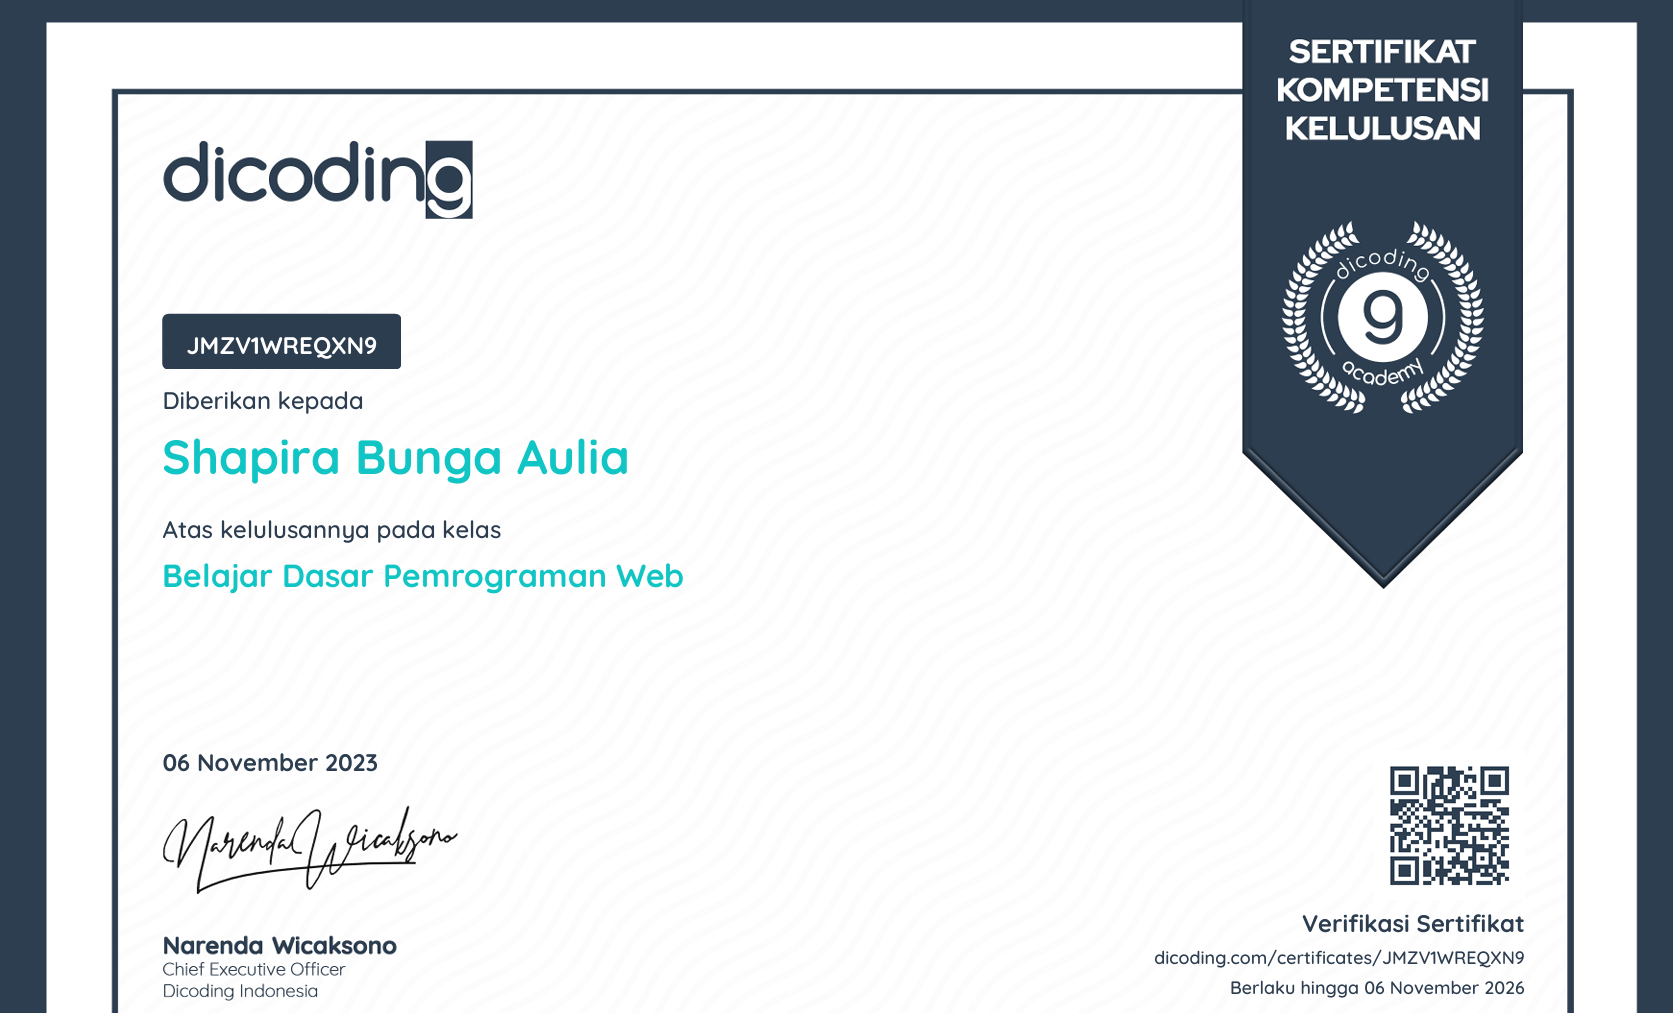 SERTIFIKAT
KOMPETENSI
KELULUSAN
dicoding
dicoding
9
academy
JMZV1WREQXN9
Diberikan kepada
Shapira Bunga Aulia
Atas kelulusannya pada kelas
Belajar Dasar Pemrograman Web
06 November 2023
Narenda Wicaksono
Narenda Wicaksono
Chief Executive Officer
Dicoding Indonesia
Verifikasi Sertifikat
dicoding.com/certificates/JMZV1WREQXN9
Berlaku hingga 06 November 2026